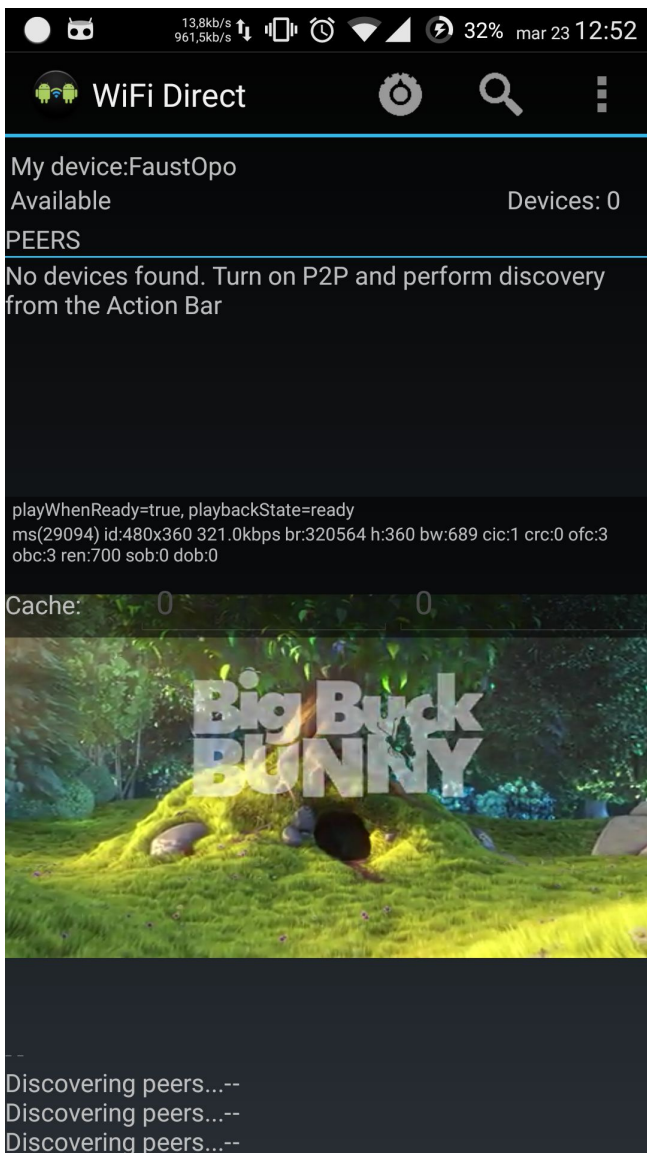 13,8kb/s
961,5kb/s
32% mar 23 12:52
WiFi Direct
My device:FaustOpo
Available Devices: 0
PEERS
No devices found. Turn on P2P and perform discovery
from the Action Bar
playWhenReady=true, playbackState=ready
ms(29094) id:480x360 321.0kbps br:320564 h:360 bw:689 cic:1 crc:0 ofc:3
obc:3 ren:700 sob:0 dob:0
Cache: 0 0
Big Buck
BUNNY
--
Discovering peers...--
Discovering peers...--
Discovering peers...--